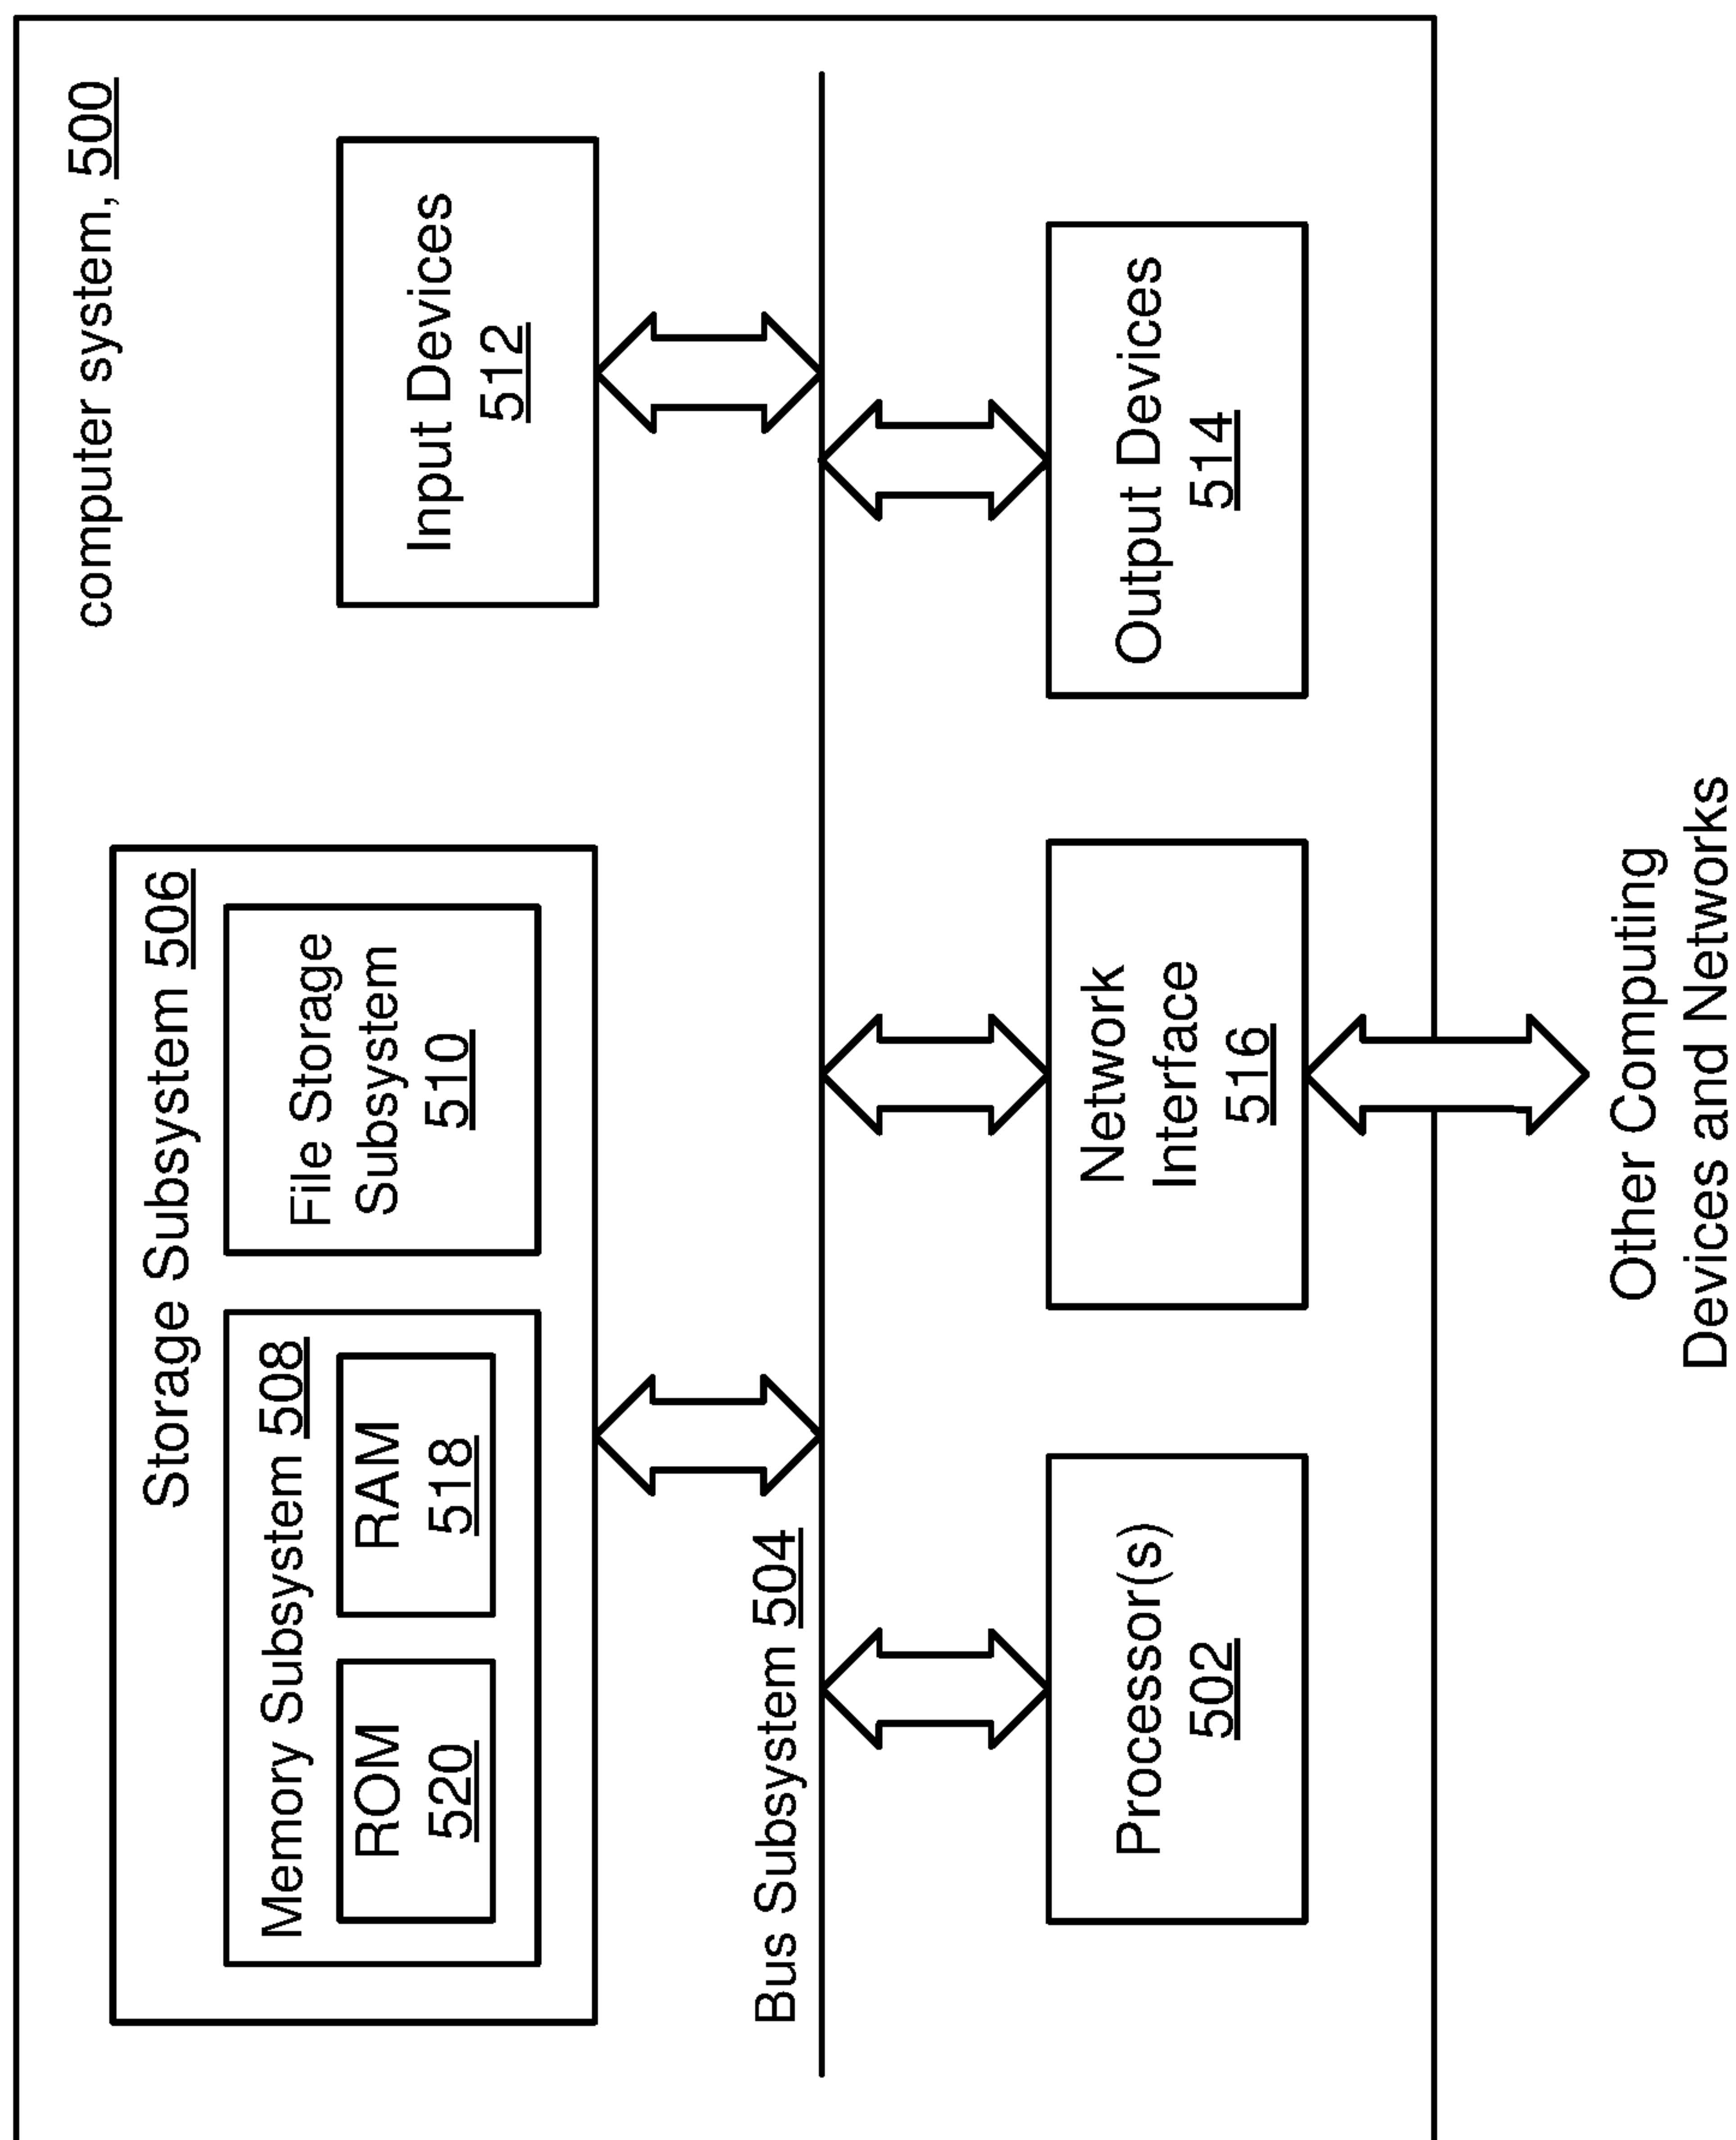 computer system, 500
Storage Subsystem 506
Memory Subsystem 508
ROM
520
RAM
518
File Storage
Subsystem
510
Input Devices
512
Bus Subsystem 504
Processor(s)
502
Network
Interface
516
Output Devices
514
Other Computing
Devices and Networks